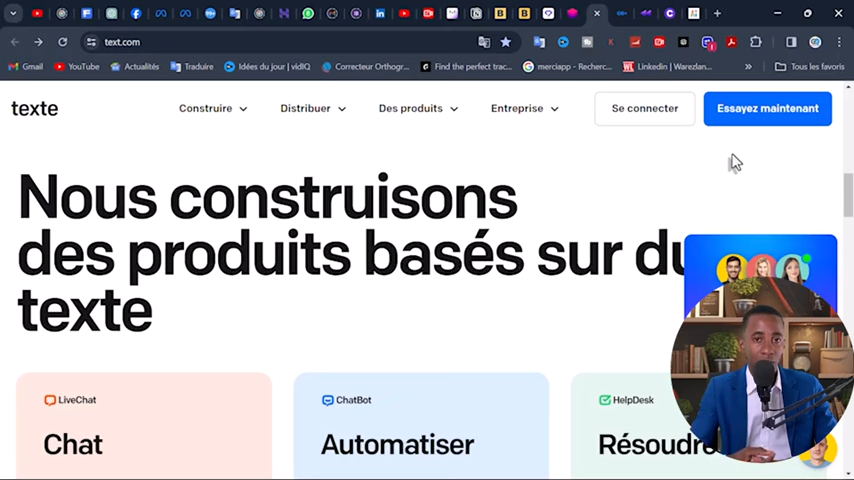 text.com
Gmail
YouTube
Actualités
Traduire
Idées du jour | vidIQ
Correcteur Orthogr...
Find the perfect trac...
merciapp - Recherc...
Linkedin | Warezlan...
»
Tous les favoris
texte
Construire
Distribuer
Des produits
Entreprise
Se connecter
Essayez maintenant
Nous construisons
des produits basés sur du
texte
LiveChat
ChatBot
HelpDesk
Chat
Automatiser
Résoudre